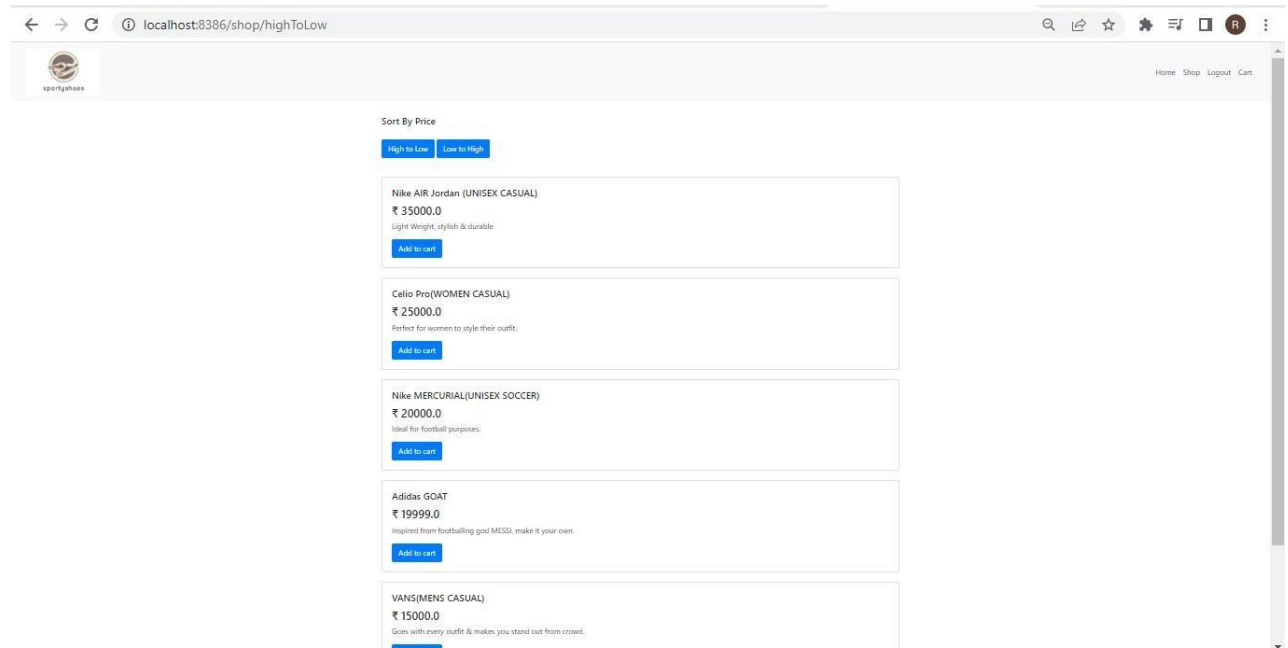 localhost:8386/shop/highToLow
R
sportyshoes
Home Shop Logout Cart
Sort By Price
High to Low Low to High
Nike AIR Jordan (UNISEX CASUAL)
₹ 35000.0
Light Weight, stylish & durable
Add to cart
Celio Pro(WOMEN CASUAL)
₹ 25000.0
Perfect for women to style their outfit.
Add to cart
Nike MERCURIAL(UNISEX SOCCER)
₹ 20000.0
Ideal for football purposes.
Add to cart
Adidas GOAT
₹ 19999.0
Inspired from footballing god MESSI, make it your own.
Add to cart
VANS(MENS CASUAL)
₹ 15000.0
Goes with every outfit & makes you stand out from crowd.